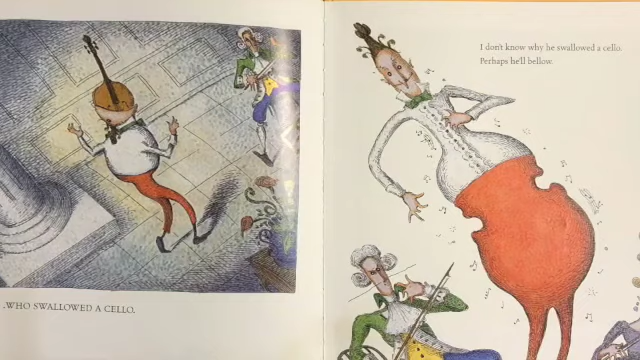 .WHO SWALLOWED A CELLO.
I don't know why he swallowed a cello.
Perhaps he'll bellow.